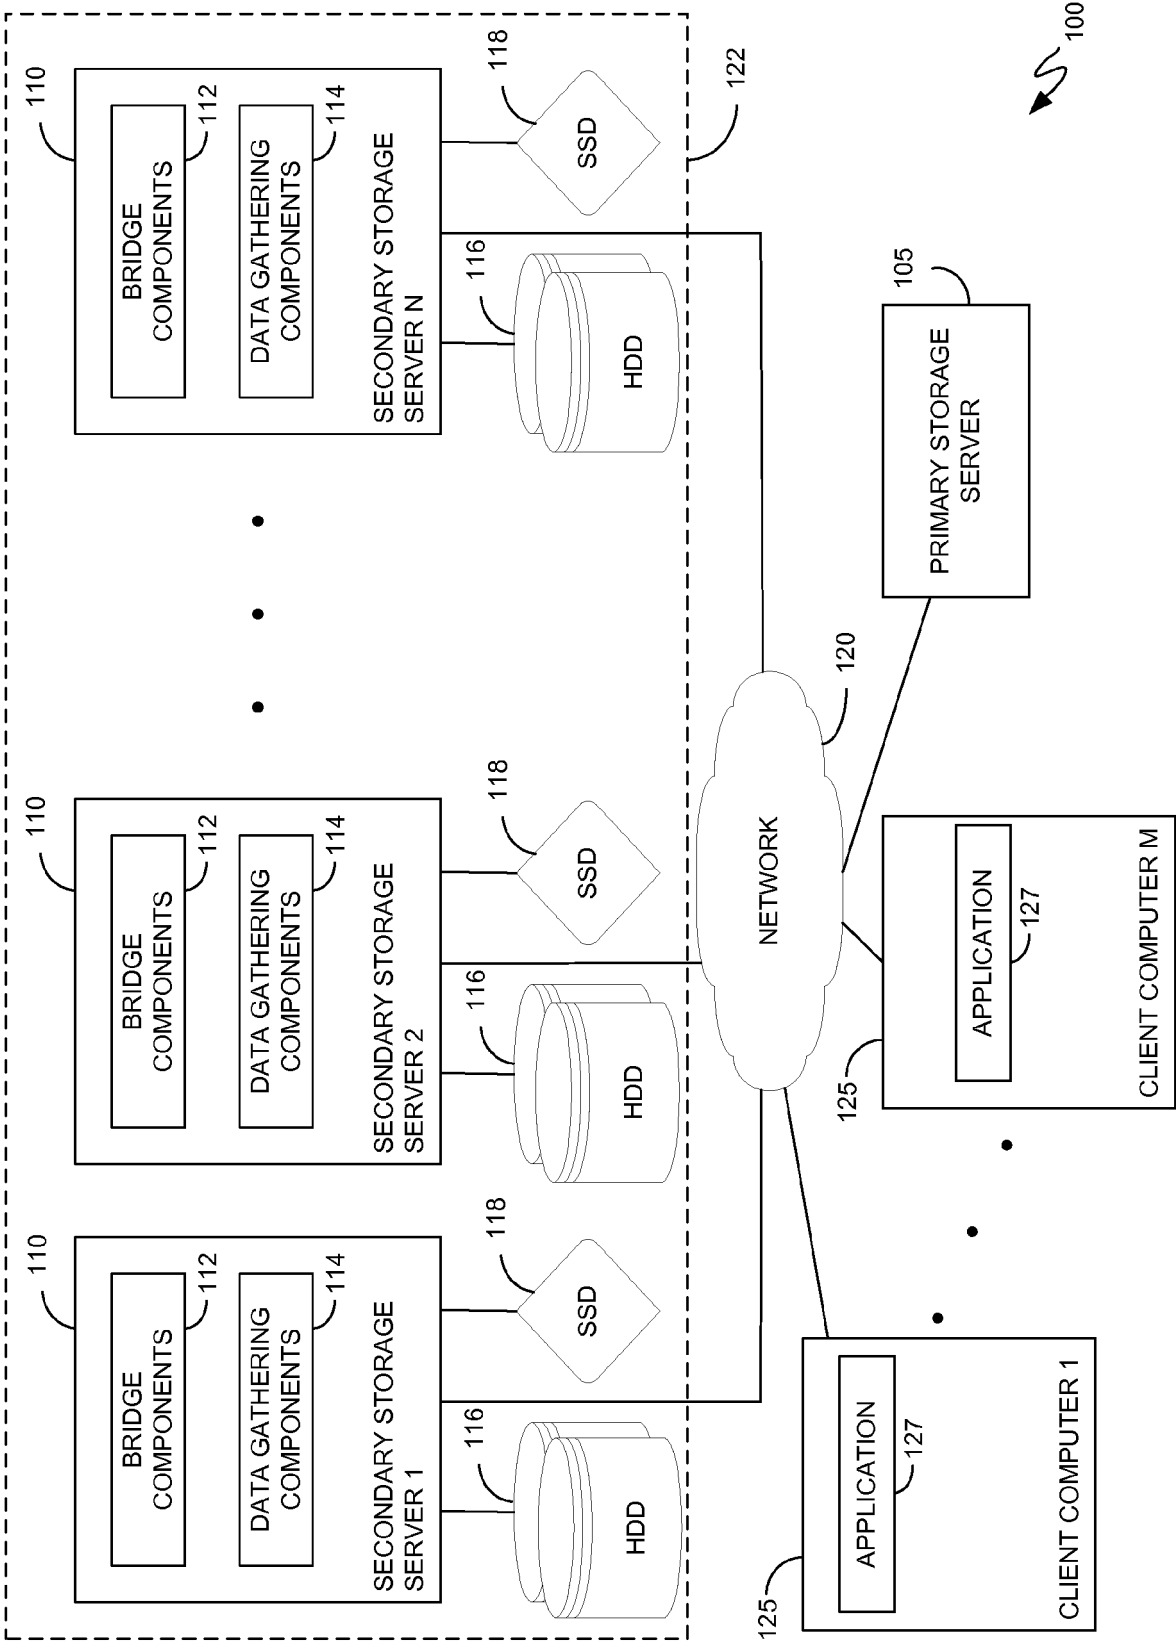 110
BRIDGE
COMPONENTS
112
DATA GATHERING
COMPONENTS
114
SECONDARY STORAGE
SERVER 1
116
HDD
118
SSD
110
BRIDGE
COMPONENTS
112
DATA GATHERING
COMPONENTS
114
SECONDARY STORAGE
SERVER 2
116
HDD
118
SSD
110
BRIDGE
COMPONENTS
112
DATA GATHERING
COMPONENTS
114
SECONDARY STORAGE
SERVER N
116
HDD
118
SSD
122
NETWORK
120
125
APPLICATION
127
CLIENT COMPUTER 1
125
APPLICATION
127
CLIENT COMPUTER M
PRIMARY STORAGE
SERVER
105
100